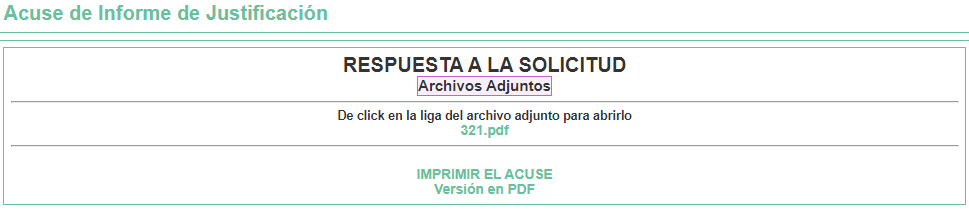 Acuse de Informe de Justificación
RESPUESTA A LA SOLICITUD
Archivos Adjuntos
De click en la liga del archivo adjunto para abrirlo
321.pdf
IMPRIMIR EL ACUSE
Versión en PDF